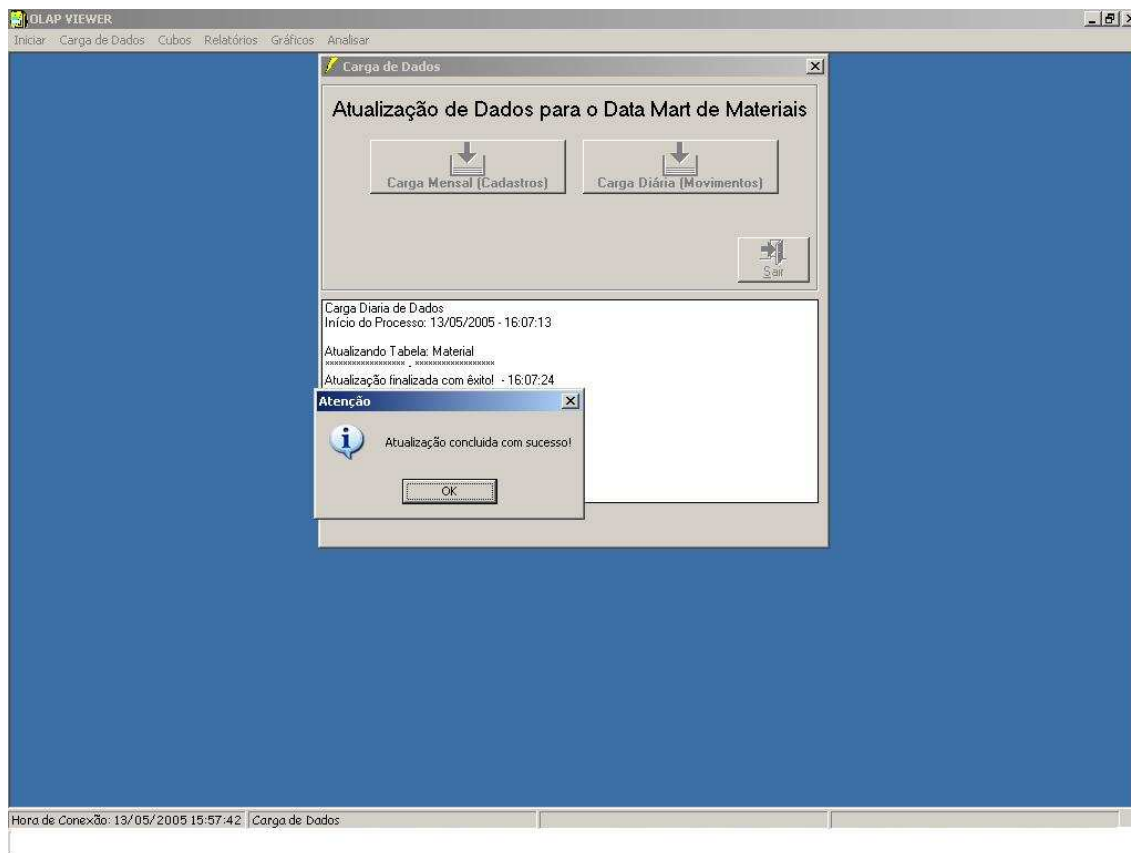 OLAP VIEWER
Iniciar Carga de Dados Cubos Relatórios Gráficos Analisar
Carga de Dados
Atualização de Dados para o Data Mart de Materiais
Carga Mensal (Cadastros) Carga Diária (Movimentos)
Sair
Carga Diaria de Dados
Início do Processo: 13/05/2005 - 16:07:13
Atualizando Tabela: Material
****************** . ******************
Atualização finalizada com êxito! - 16:07:24
Atenção
Atualização concluida com sucesso!
OK
Hora de Conexão: 13/05/2005 15:57:42 Carga de Dados